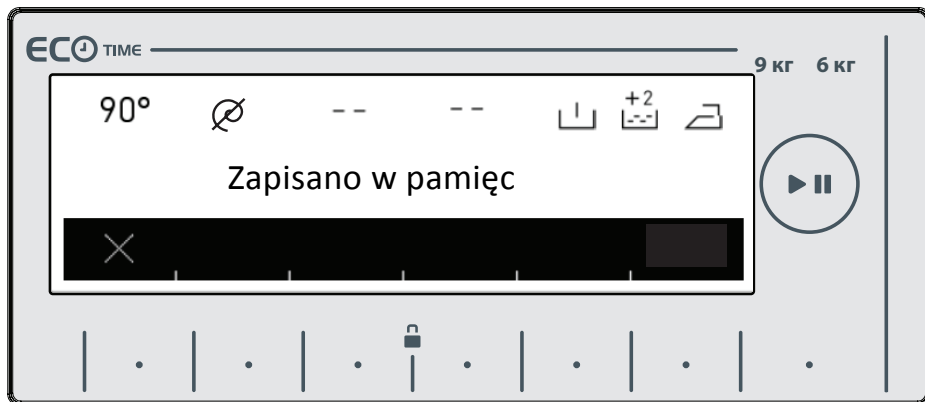 ECO TIME
9 кг 6 кг
90° -- --
+2
Zapisano w pamięc